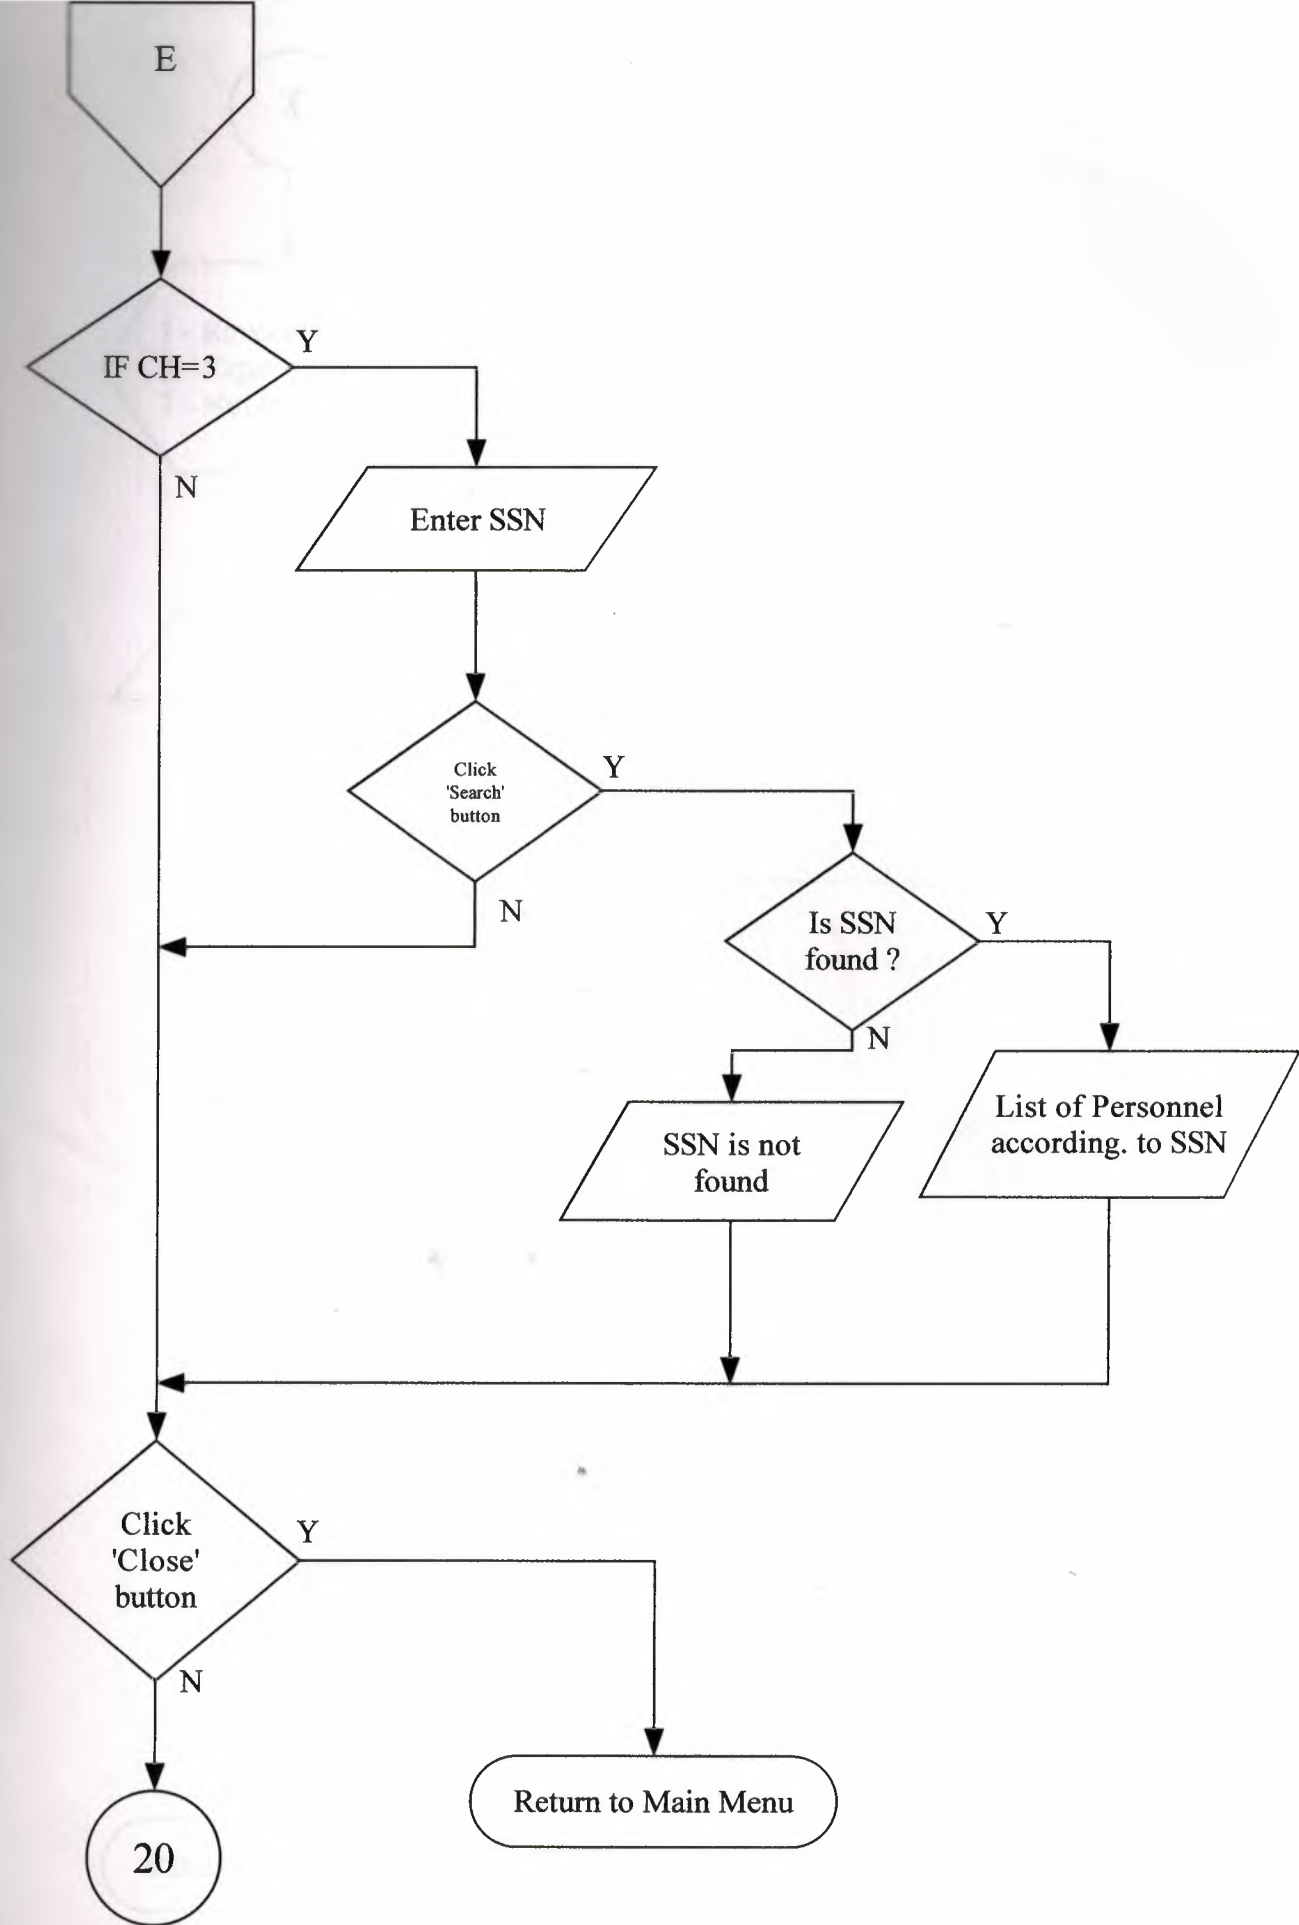 E
IF CH=3
Y
N
Enter SSN
Click
'Search'
button
Y
N
Is SSN
found ?
Y
N
SSN is not
found
List of Personnel
according. to SSN
Click
'Close'
button
Y
N
Return to Main Menu
20